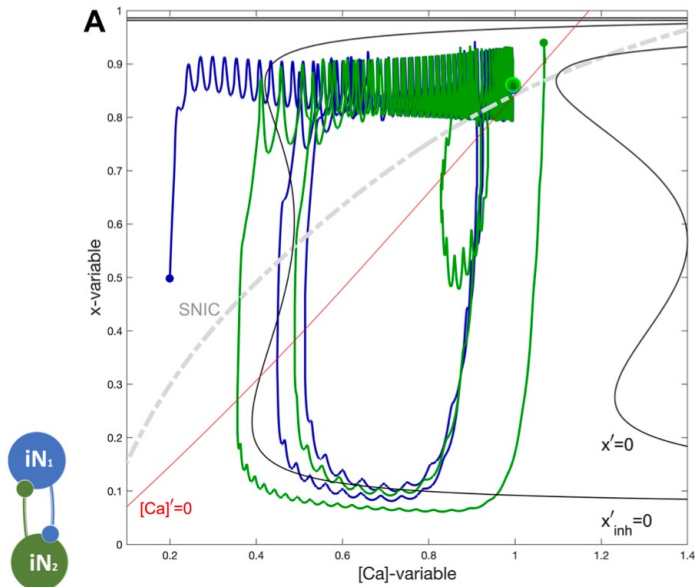 A
1
0.9
0.8
0.7
0.6
0.5
0.4
0.3
0.2
0.1
0
x-variable
SNIC
[Ca]'=0
x'=0
x'inh=0
0.2
0.4
0.6
0.8
1
1.2
1.4
[Ca]-variable
iN1
iN2